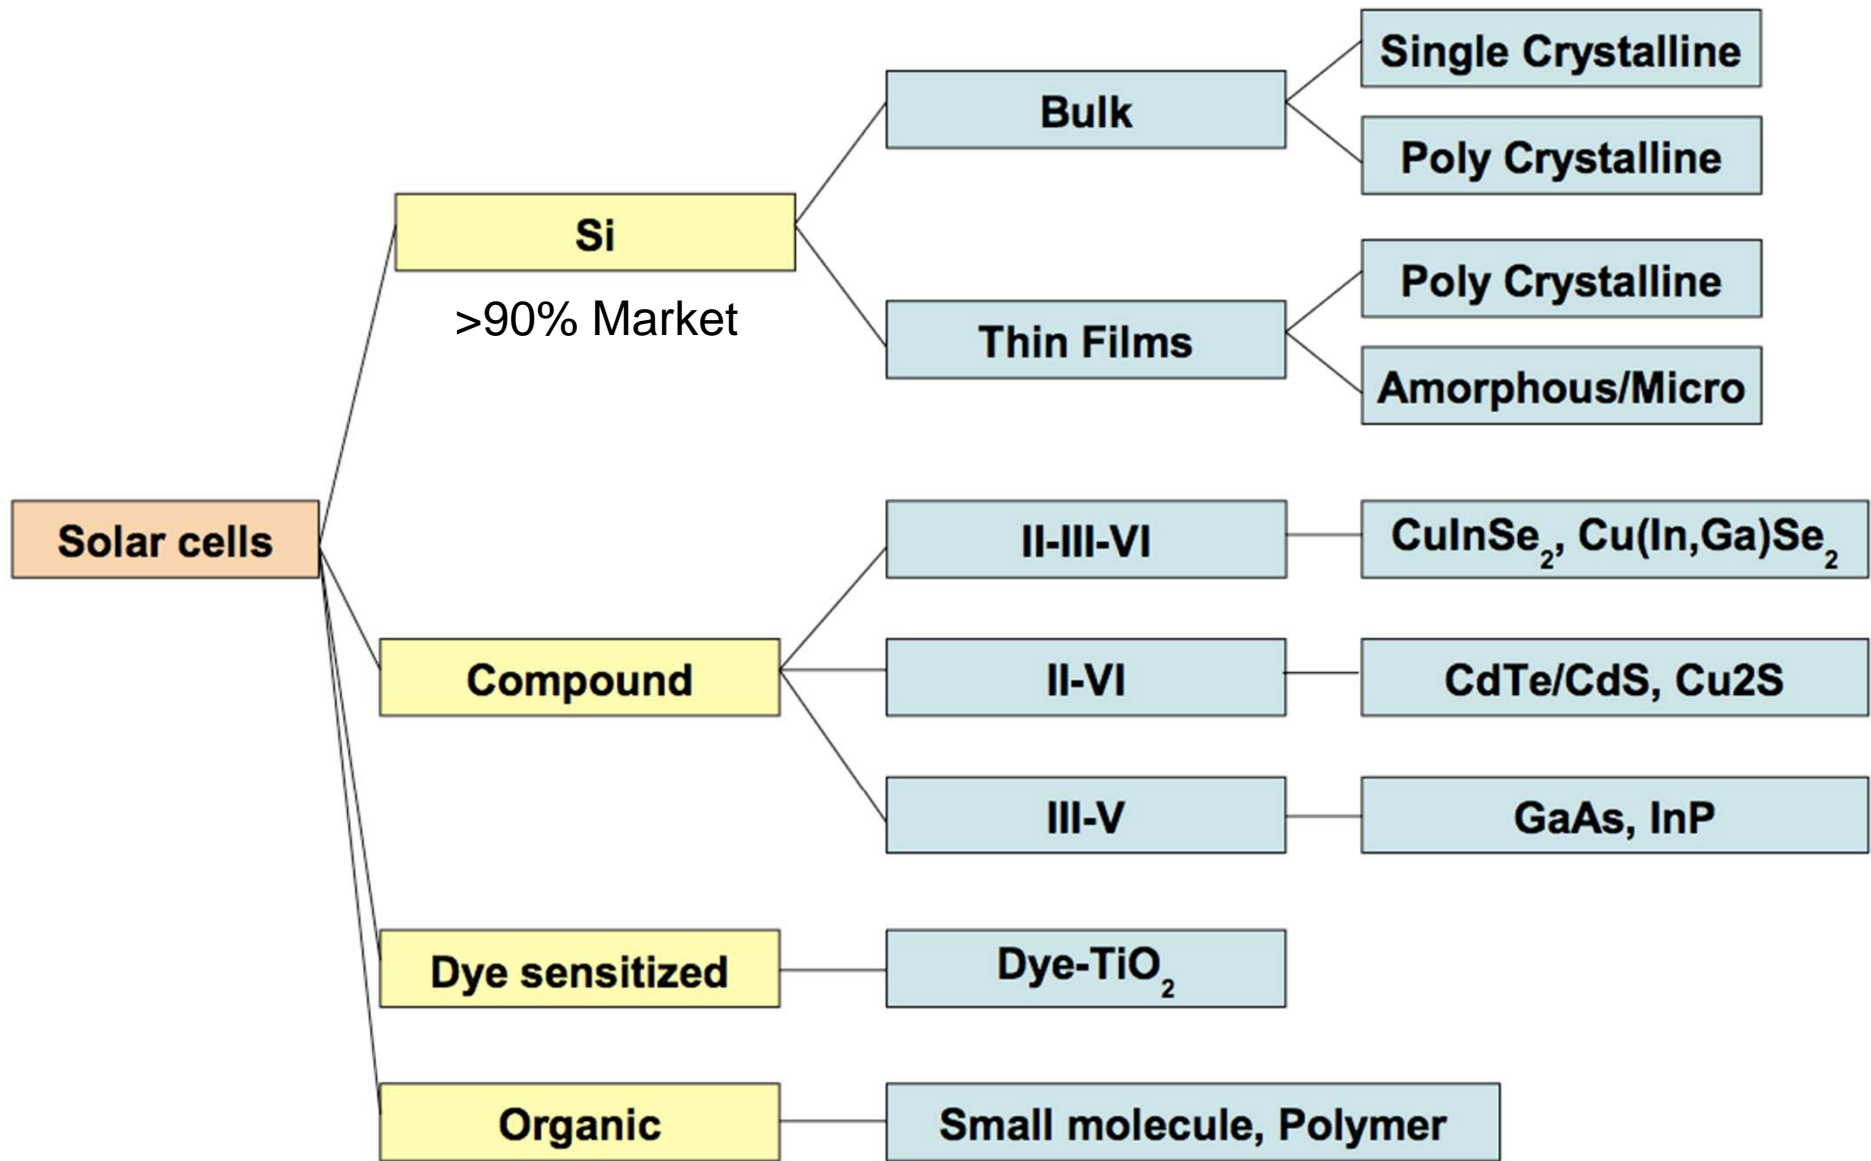 Single Crystalline
Bulk
Poly Crystalline
Si
Poly Crystalline
>90% Market
Thin Films
Amorphous/Micro
Solar cells
II-III-VI
CuInSe₂, Cu(In,Ga)Se₂
Compound
II-VI
CdTe/CdS, Cu2S
III-V
GaAs, InP
Dye sensitized
Dye-TiO₂
Organic
Small molecule, Polymer